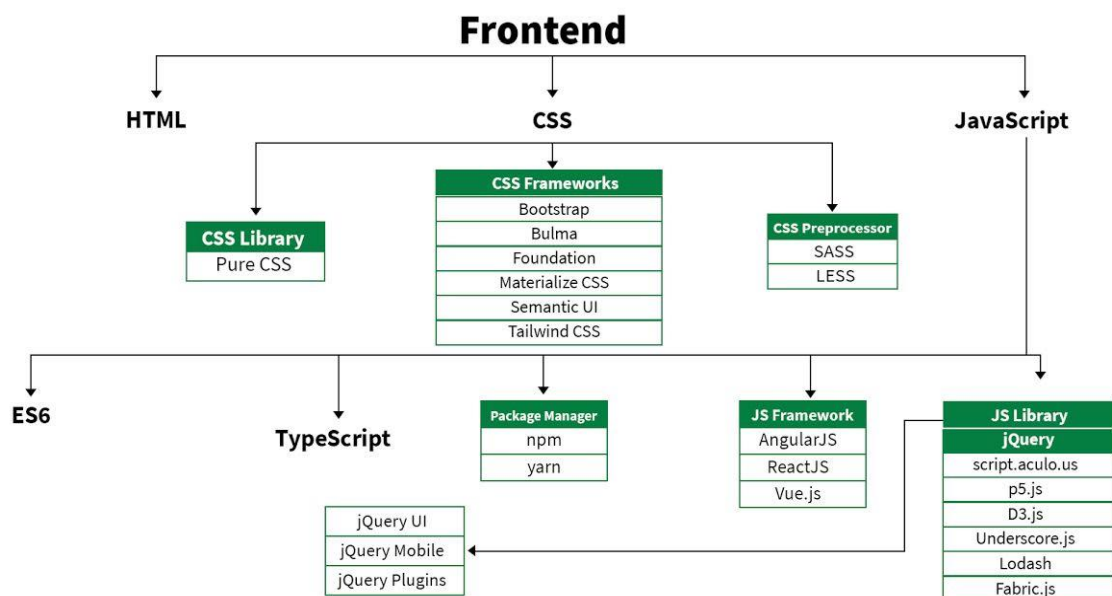 Frontend
HTML
CSS
JavaScript
CSS Library
Pure CSS
CSS Frameworks
Bootstrap
Bulma
Foundation
Materialize CSS
Semantic UI
Tailwind CSS
CSS Preprocessor
SASS
LESS
ES6
TypeScript
Package Manager
npm
yarn
JS Framework
AngularJS
ReactJS
Vue.js
JS Library
jQuery
script.aculo.us
p5.js
D3.js
Underscore.js
Lodash
Fabric.js
jQuery UI
jQuery Mobile
jQuery Plugins